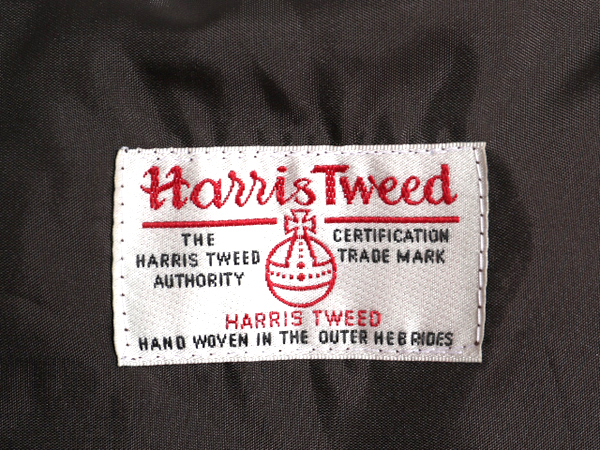 Harris Tweed
THE
HARRIS TWEED
AUTHORITY
CERTIFICATION
TRADE MARK
HARRIS TWEED
HAND WOVEN IN THE OUTER HEBRIDES